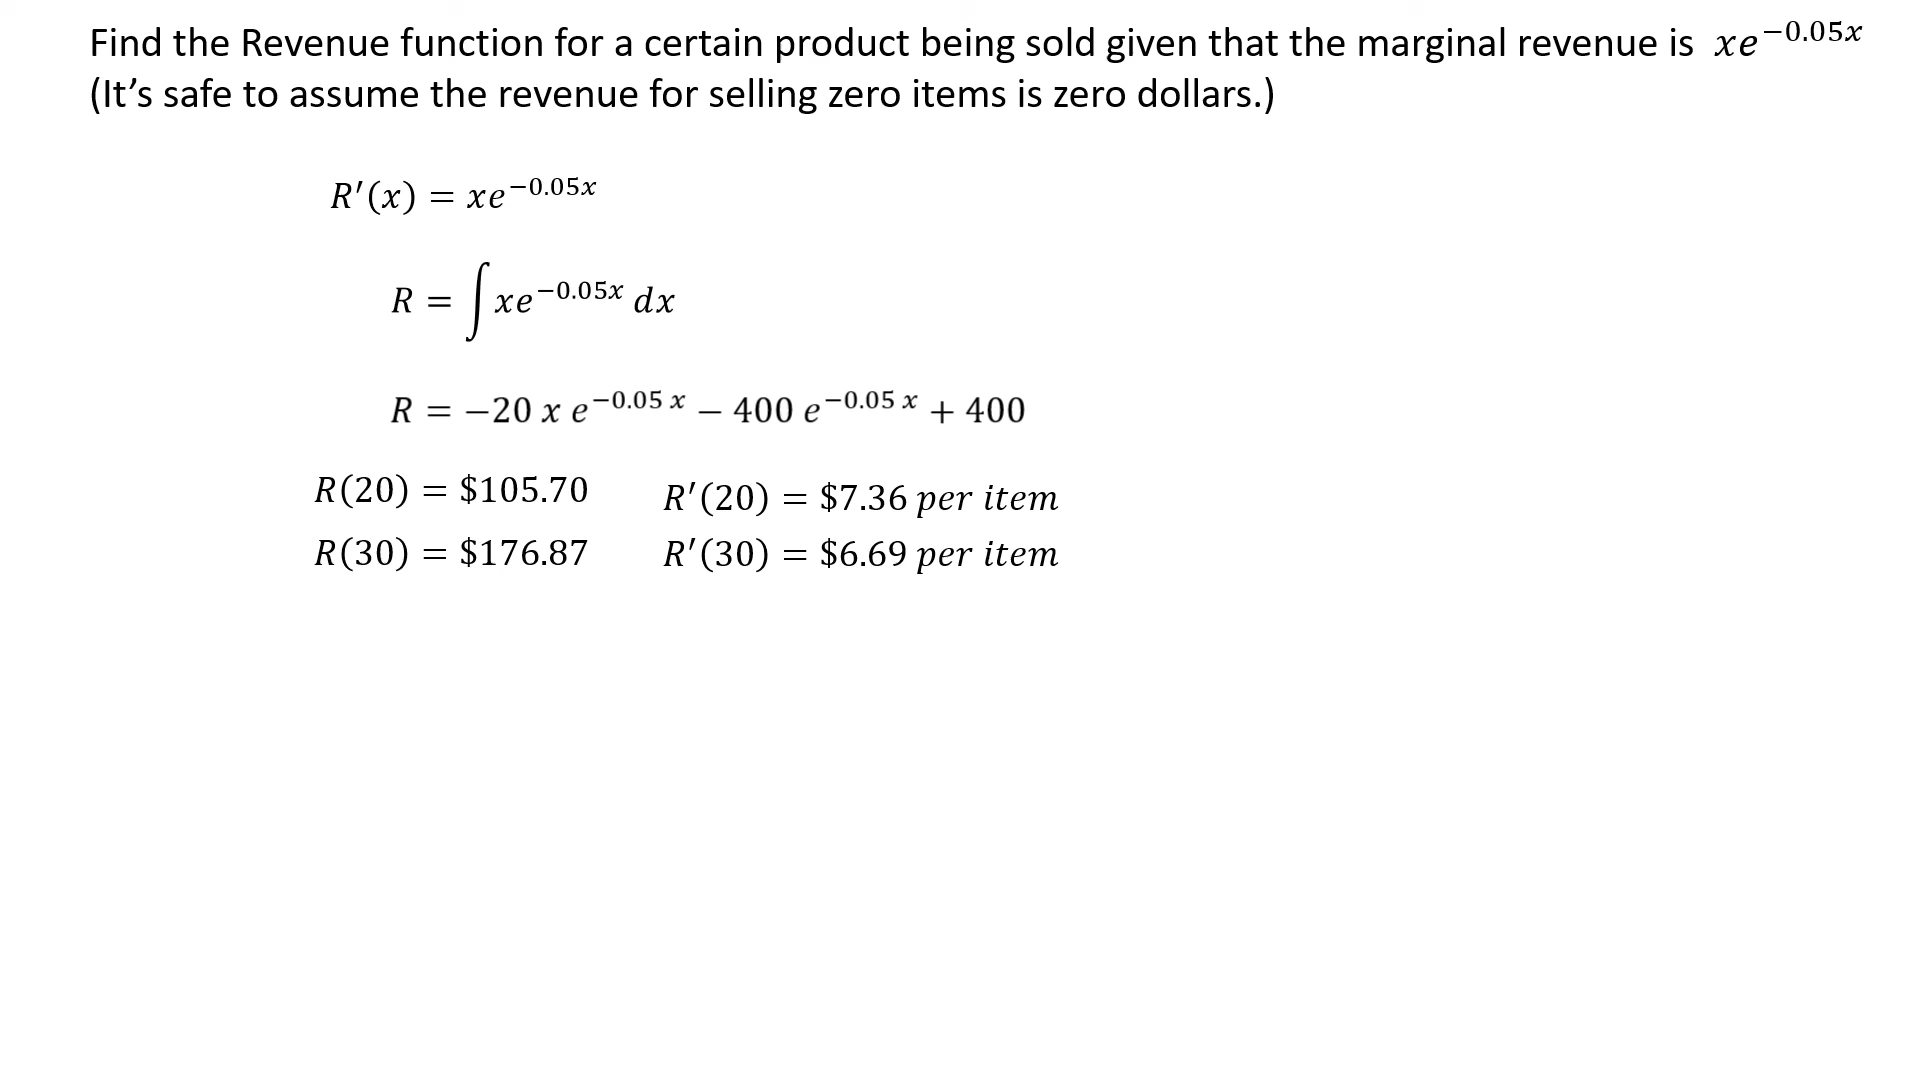 Find the Revenue function for a certain product being sold given that the marginal revenue is xe^{−0.05x}
(It’s safe to assume the revenue for selling zero items is zero dollars.)
R′(x) = xe^{−0.05x}
R = ∫ xe^{−0.05x} dx
R = −20 x e^{−0.05 x} − 400 e^{−0.05 x} + 400
R(20) = $105.70 R′(20) = $7.36 per item
R(30) = $176.87 R′(30) = $6.69 per item